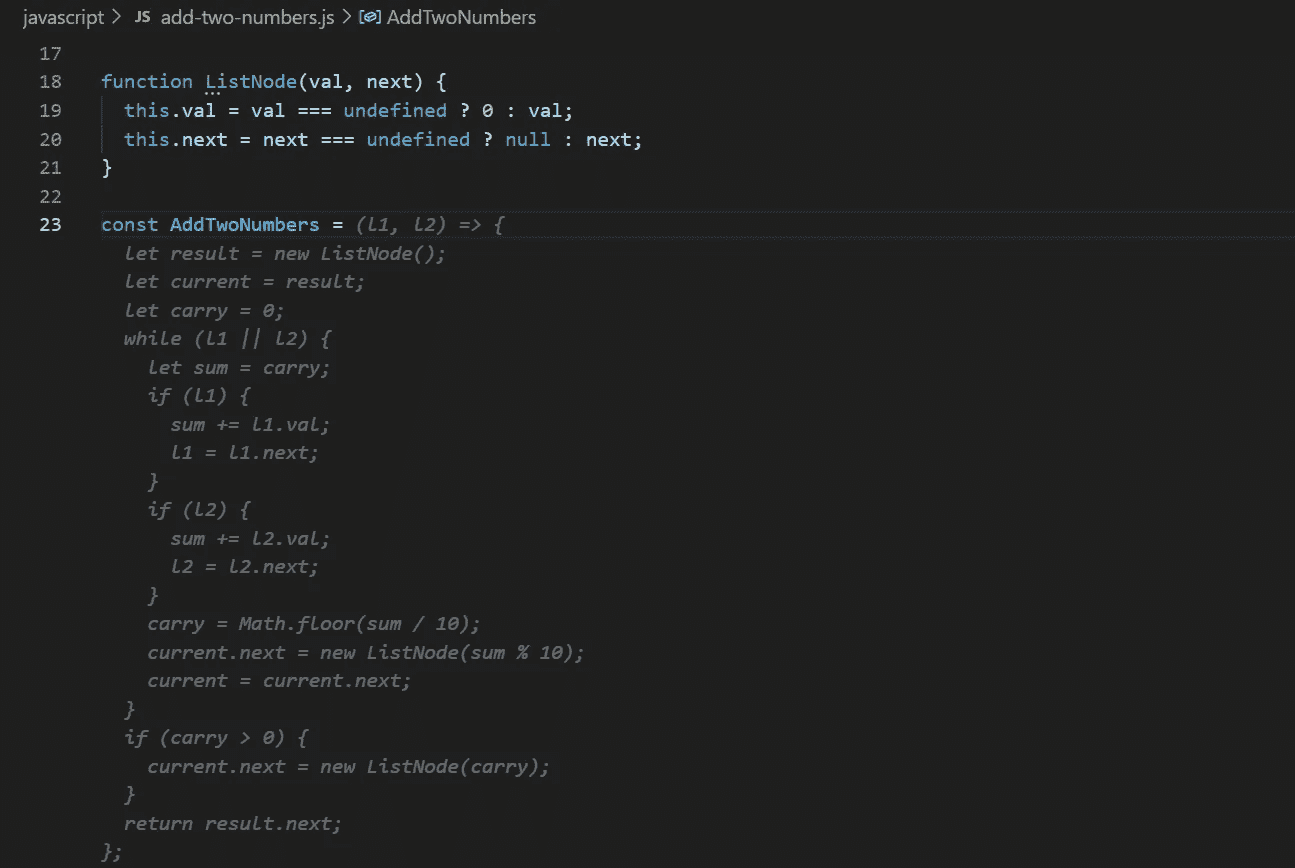 javascript > JS add-two-numbers.js > AddTwoNumbers
17
18 function ListNode(val, next) {
19   this.val = val === undefined ? 0 : val;
20   this.next = next === undefined ? null : next;
21 }
22
23 const AddTwoNumbers = (l1, l2) => {
  let result = new ListNode();
  let current = result;
  let carry = 0;
  while (l1 || l2) {
    let sum = carry;
    if (l1) {
      sum += l1.val;
      l1 = l1.next;
    }
    if (l2) {
      sum += l2.val;
      l2 = l2.next;
    }
    carry = Math.floor(sum / 10);
    current.next = new ListNode(sum % 10);
    current = current.next;
  }
  if (carry > 0) {
    current.next = new ListNode(carry);
  }
  return result.next;
};